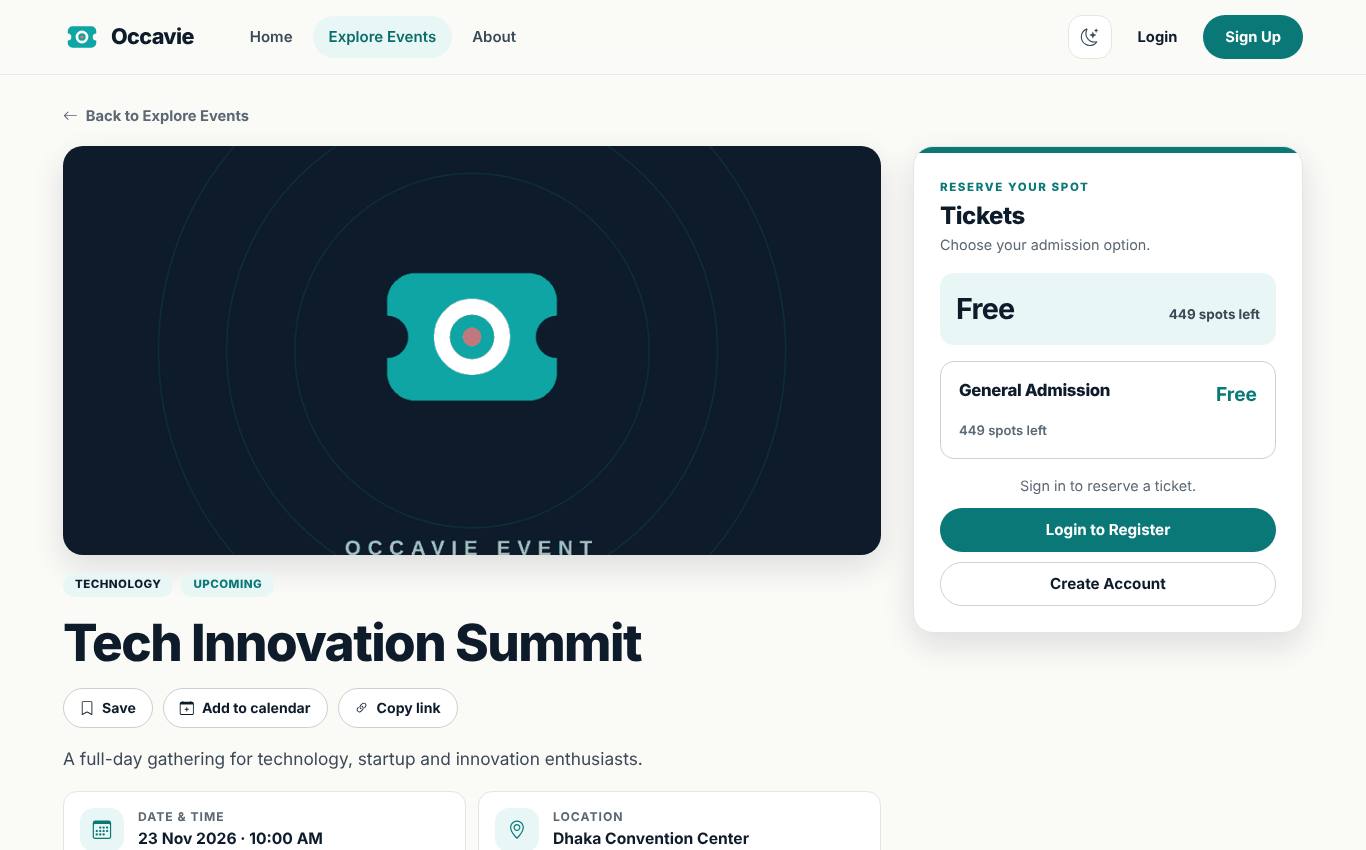 Occavie
Home
Explore Events
About
Login
Sign Up
← Back to Explore Events
OCCAVIE EVENT
TECHNOLOGY
UPCOMING
Tech Innovation Summit
Save
Add to calendar
Copy link
A full-day gathering for technology, startup and innovation enthusiasts.
DATE & TIME
23 Nov 2026 · 10:00 AM
LOCATION
Dhaka Convention Center
RESERVE YOUR SPOT
Tickets
Choose your admission option.
Free
449 spots left
General Admission
Free
449 spots left
Sign in to reserve a ticket.
Login to Register
Create Account